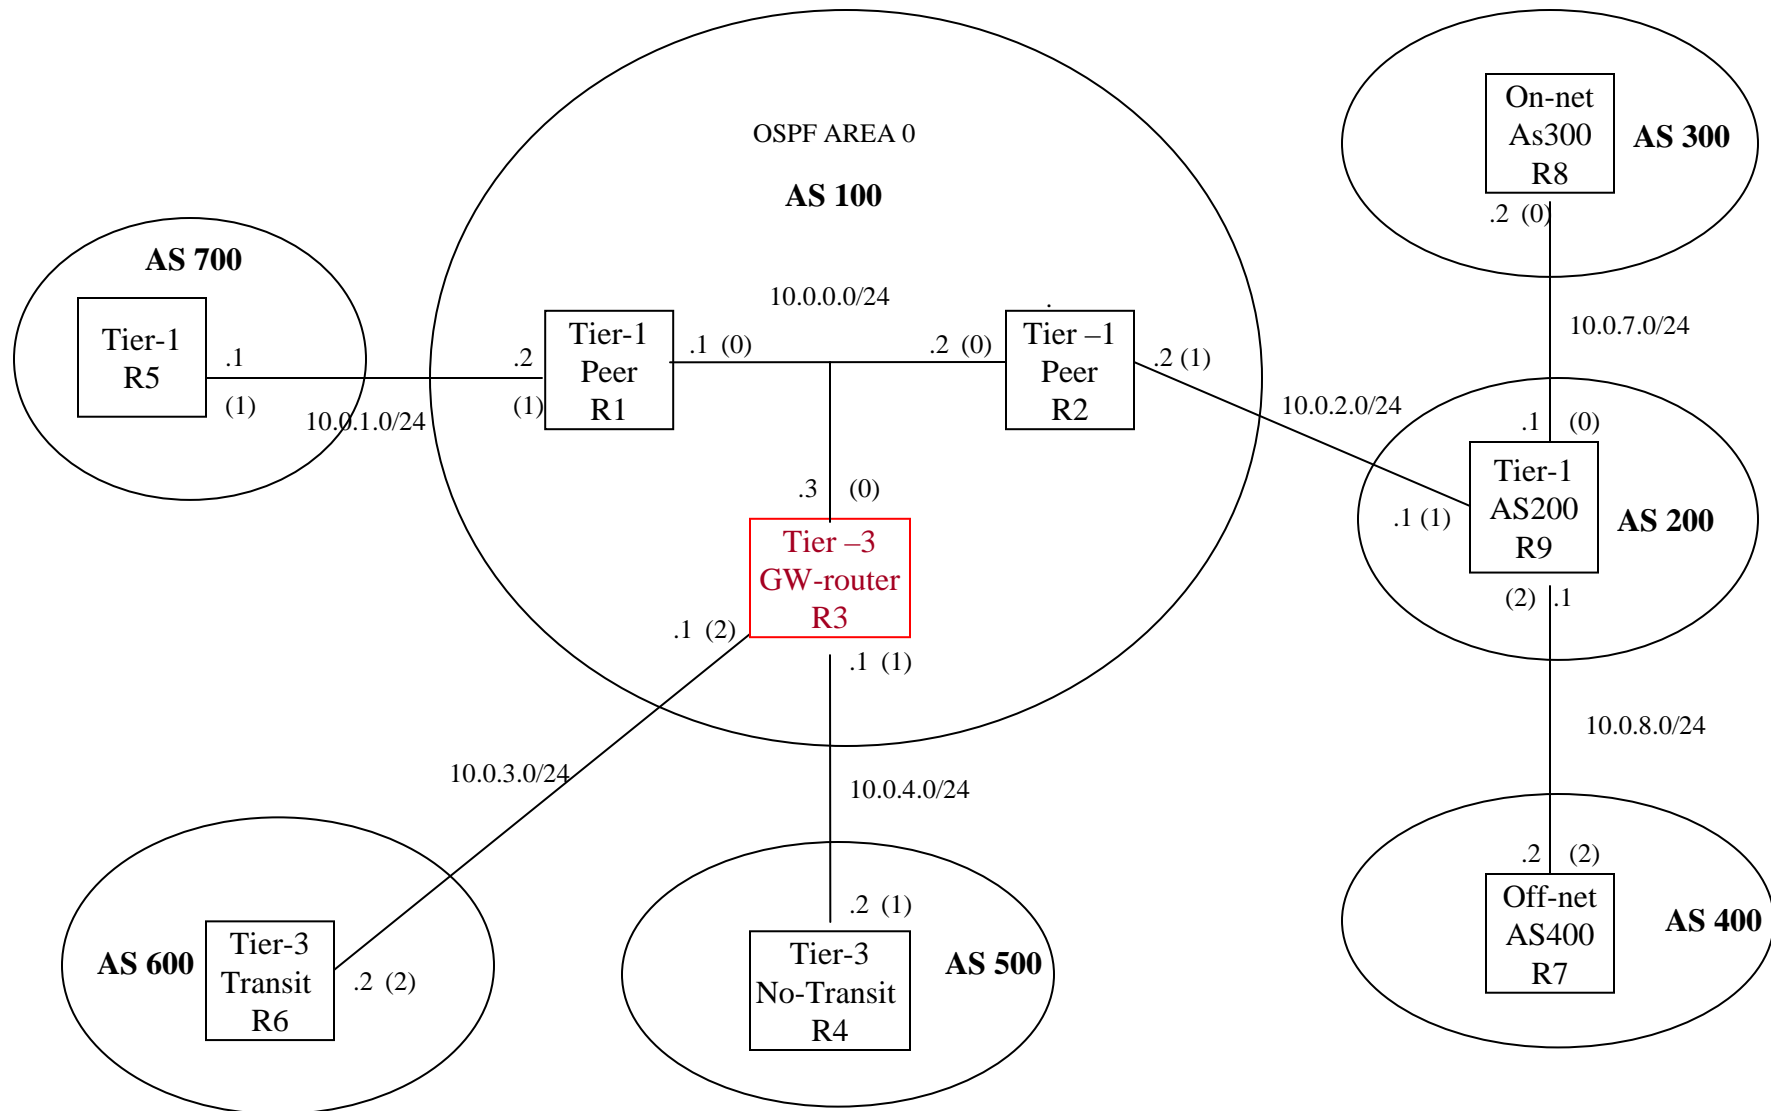 OSPF AREA 0
AS 100
On-net
As300
R8
AS 300
.2 (0)
AS 700
Tier-1
R5
.1
(1)
10.0.1.0/24
.2
(1)
Tier-1
Peer
R1
.1 (0)
10.0.0.0/24
.2 (0)
.
Tier –1
Peer
R2
.2 (1)
10.0.2.0/24
10.0.7.0/24
.1 (0)
.1 (1)
Tier-1
AS200
R9
AS 200
(2) .1
.3 (0)
Tier –3
GW-router
R3
.1 (2)
.1 (1)
10.0.3.0/24
10.0.4.0/24
10.0.8.0/24
AS 600
Tier-3
Transit
R6
.2 (2)
.2 (1)
Tier-3
No-Transit
R4
AS 500
.2 (2)
Off-net
AS400
R7
AS 400